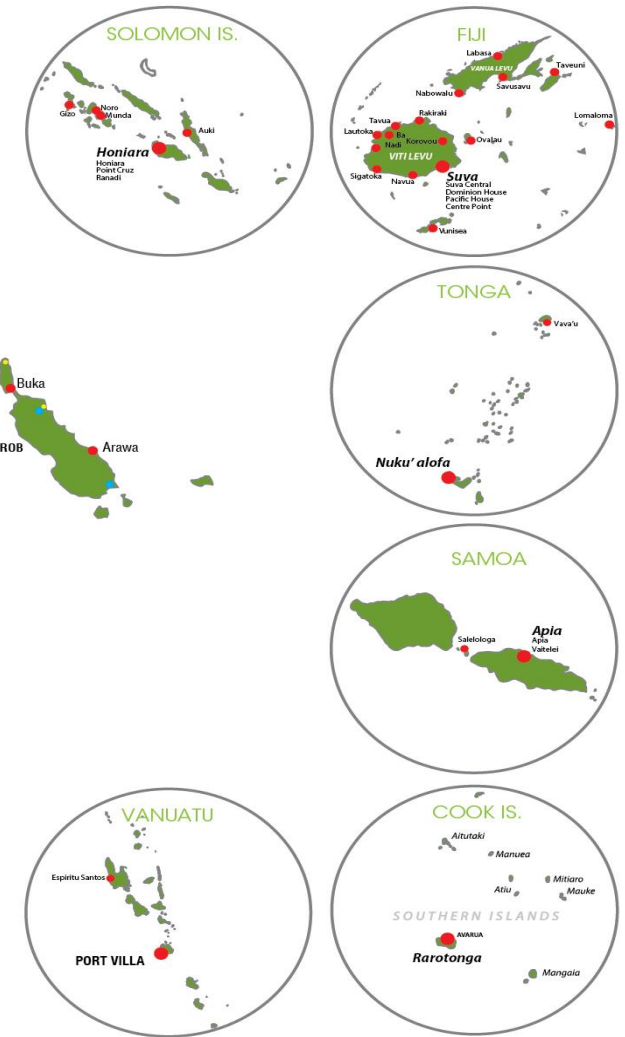 SOLOMON IS.
Gizo
Noro
Munda
Auki
Honiara
Honiara
Point Cruz
Ranadi
FIJI
Labasa
VANUA LEVU
Taveuni
Savusavu
Nabowalu
Rakiraki
Tavua
Lomaloma
Lautoka
Ba
Korovou
Ovalau
Nadi
VITI LEVU
Sigatoka
Navua
Suva
Suva Central
Dominion House
Pacific House
Centre Point
Vunisea
TONGA
Vava'u
Nuku' alofa
Buka
ROB
Arawa
SAMOA
Salelologa
Apia
Apia
Vaitelei
VANUATU
Espiritu Santos
PORT VILLA
COOK IS.
Aitutaki
Manuea
Atiu
Mitiaro
Mauke
SOUTHERN ISLANDS
AVARUA
Rarotonga
Mangaia